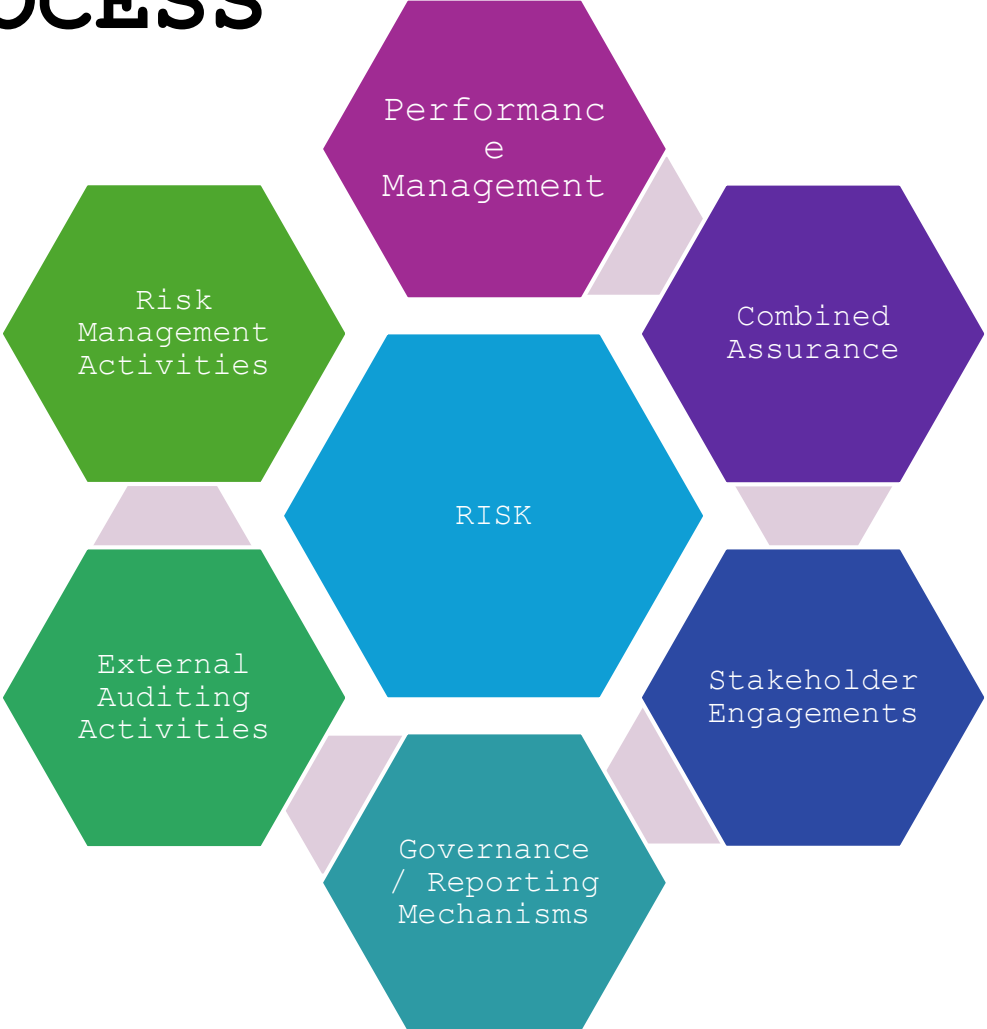 OCESS
Performanc
e
Management
Combined
Assurance
Stakeholder
Engagements
Governance
/ Reporting
Mechanisms
External
Auditing
Activities
Risk
Management
Activities
RISK